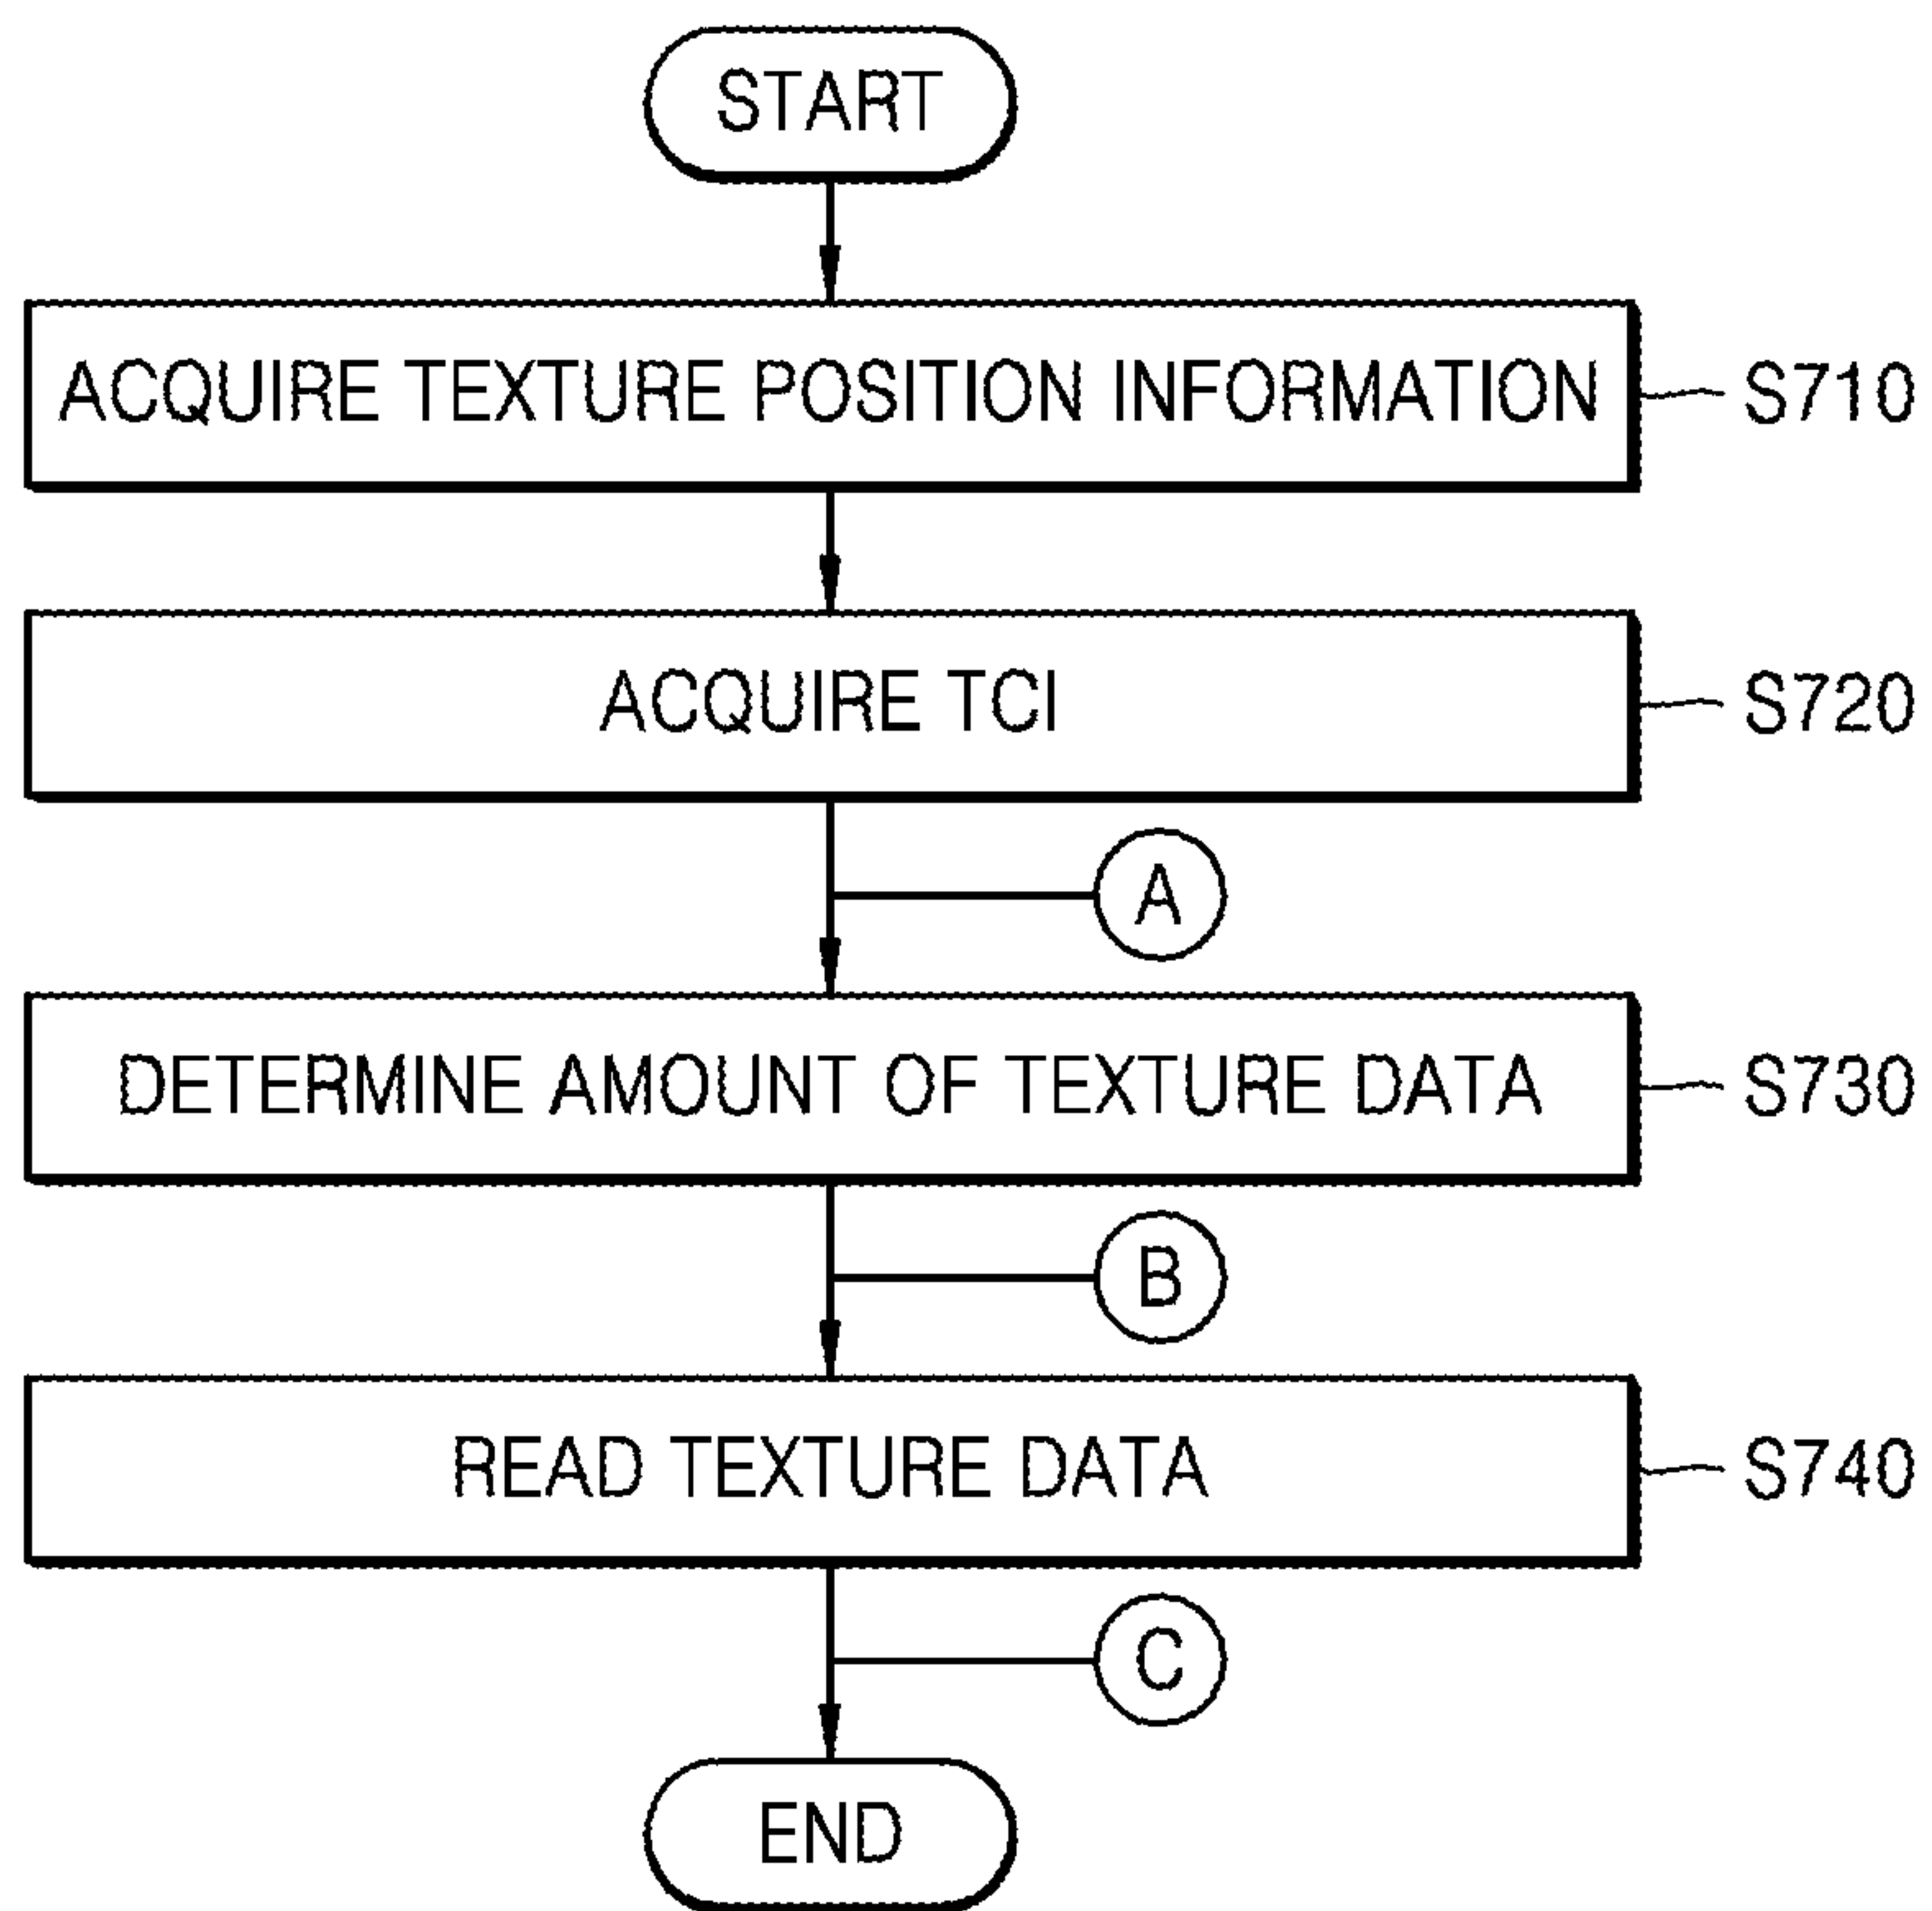 START
ACQUIRE TEXTURE POSITION INFORMATION S710
ACQUIRE TCI S720
A
DETERMINE AMOUNT OF TEXTURE DATA S730
B
READ TEXTURE DATA S740
C
END